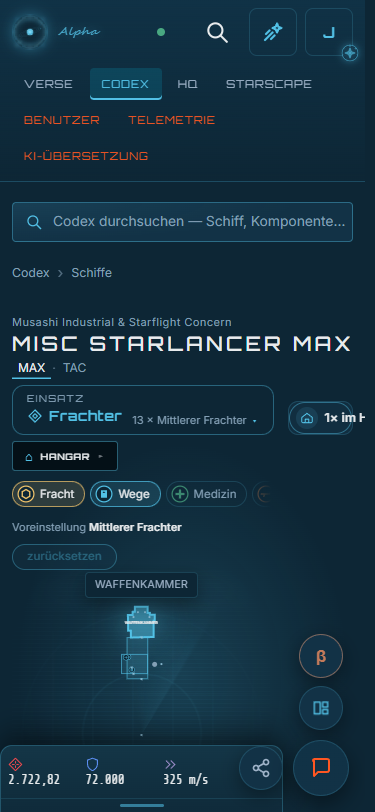 Alpha
J
VERSE CODEX HQ STARSCAPE
BENUTZER TELEMETRIE
KI-ÜBERSETZUNG
Codex durchsuchen — Schiff, Komponente...
Codex › Schiffe
Musashi Industrial & Starflight Concern
MISC STARLANCER MAX
MAX · TAC
EINSATZ
Frachter 13 × Mittlerer Frachter
1× im H
HANGAR
Fracht Wege Medizin
Voreinstellung Mittlerer Frachter
zurücksetzen
WAFFENKAMMER
β
2.722,82 72.000 325 m/s